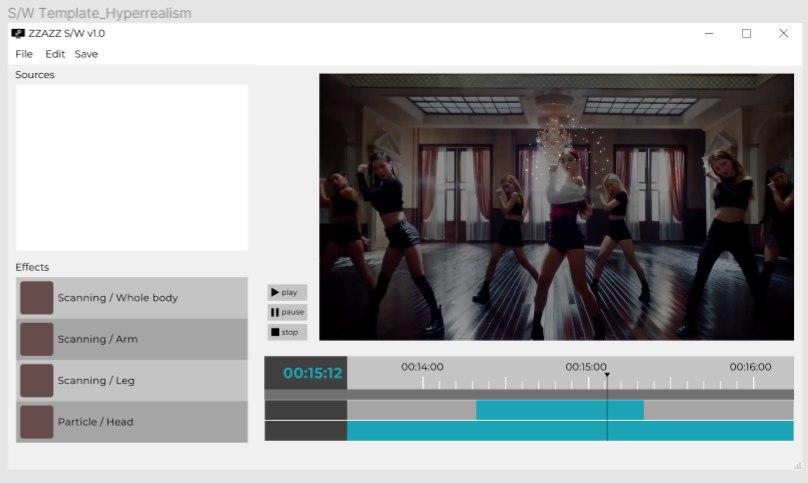 S/W Template_Hyperrealism
ZZAZZ S/W v1.0
File Edit Save
Sources
Effects
Scanning / Whole body
Scanning / Arm
Scanning / Leg
Particle / Head
play
pause
stop
00:15:12
00:14:00 00:15:00 00:16:00